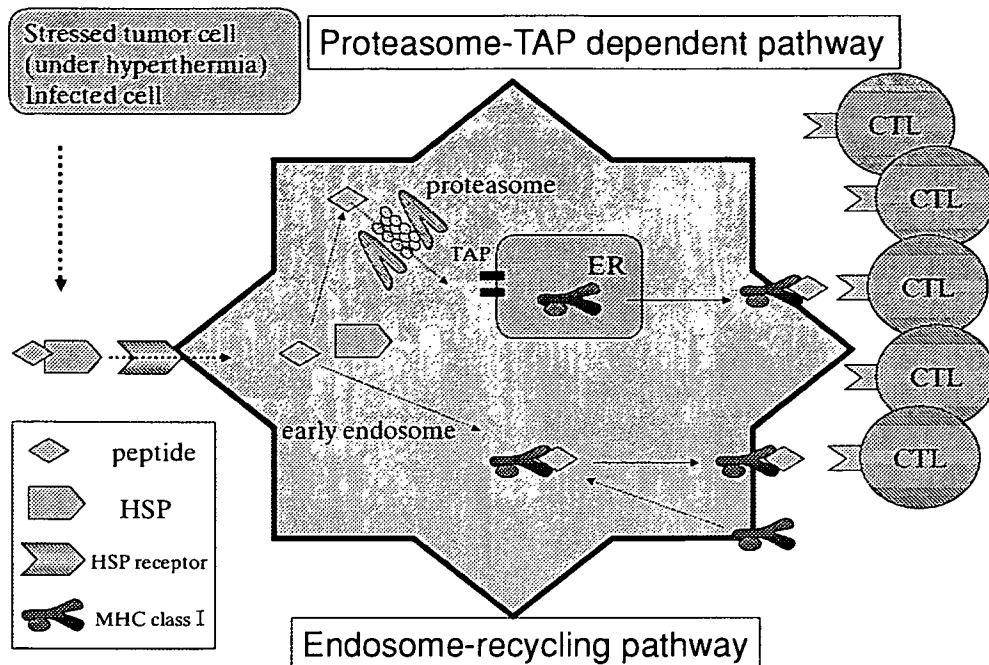 Stressed tumor cell
(under hyperthermia)
Infected cell
Proteasome-TAP dependent pathway
CTL
CTL
CTL
CTL
CTL
proteasome
TAP
ER
early endosome
peptide
HSP
HSP receptor
MHC class I
Endosome-recycling pathway